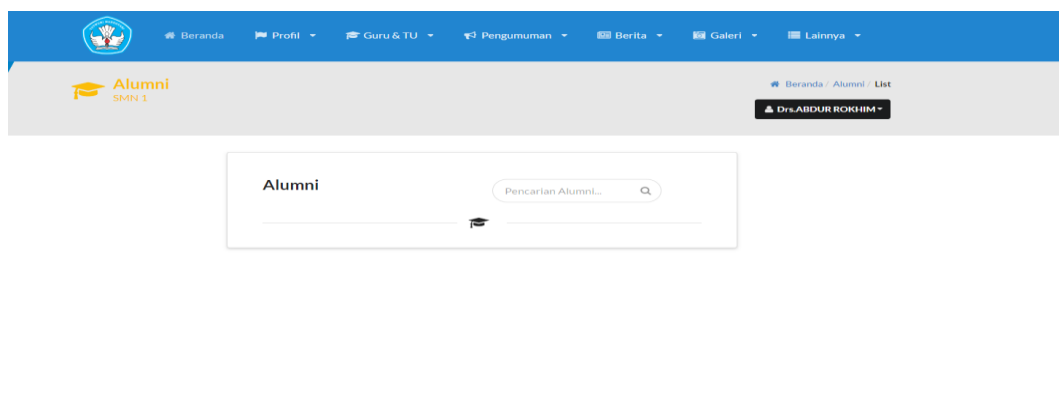 Beranda Profil Guru & TU Pengumuman Berita Galeri Lainnya
Alumni
SMN 1
Beranda / Alumni / List
Drs.ABDUR ROKHIM
Alumni
Pencarian Alumni...